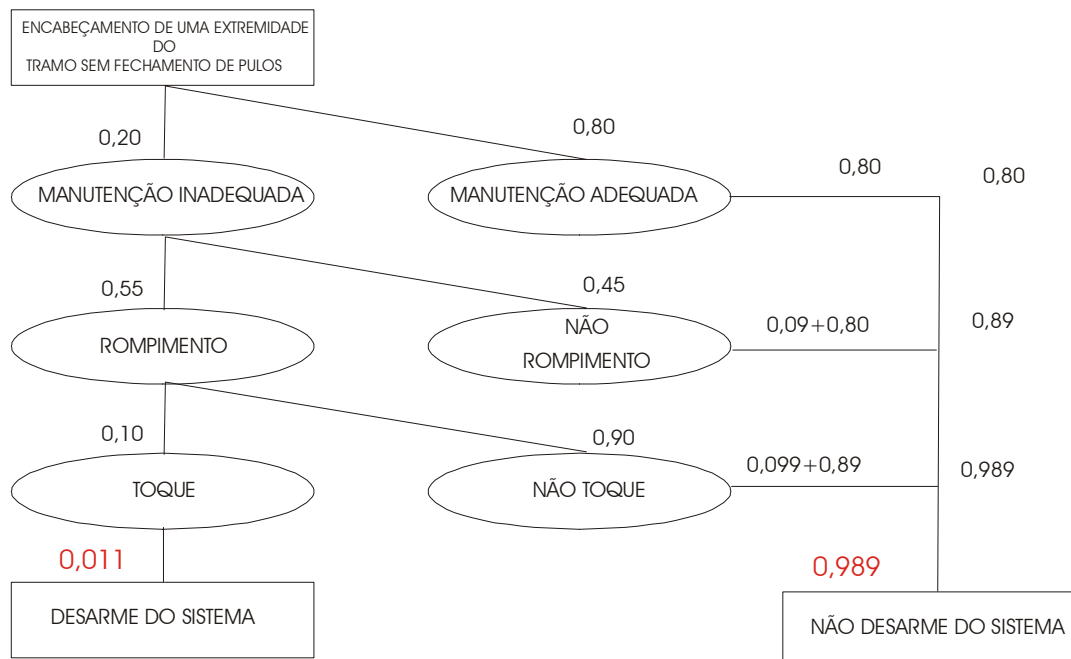 ENCABEÇAMENTO DE UMA EXTREMIDADE
DO
TRAMO SEM FECHAMENTO DE PULOS
0,20
0,80
MANUTENÇÃO INADEQUADA
MANUTENÇÃO ADEQUADA
0,80
0,80
0,55
0,45
ROMPIMENTO
NÃO
ROMPIMENTO
0,09+0,80
0,89
0,10
0,90
TOQUE
NÃO TOQUE
0,099+0,89
0,989
0,011
0,989
DESARME DO SISTEMA
NÃO DESARME DO SISTEMA